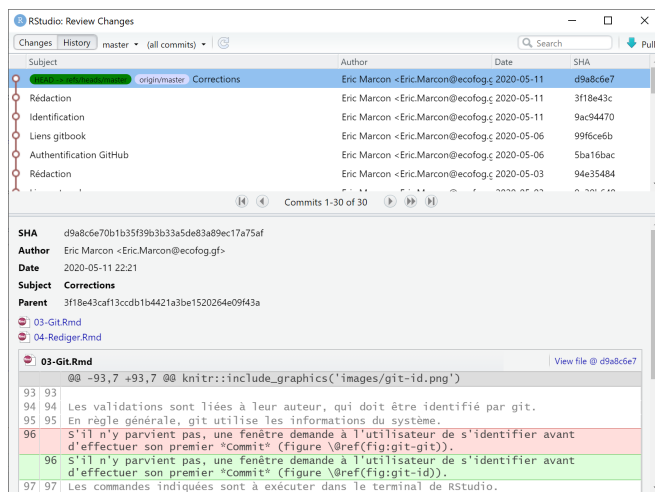 RStudio: Review Changes
Changes History master (all commits) Search Pull
Subject Author Date SHA
HEAD -> refs/heads/master origin/master Corrections Eric Marcon <Eric.Marcon@ecofog.g 2020-05-11 d9a8c6e7
Rédaction Eric Marcon <Eric.Marcon@ecofog.g 2020-05-11 3f18e43c
Identification Eric Marcon <Eric.Marcon@ecofog.g 2020-05-11 9ac94470
Liens gitbook Eric Marcon <Eric.Marcon@ecofog.g 2020-05-06 99f6ce6b
Authentification GitHub Eric Marcon <Eric.Marcon@ecofog.g 2020-05-06 5ba16bac
Rédaction Eric Marcon <Eric.Marcon@ecofog.g 2020-05-03 94e35484
Commits 1-30 of 30
SHA d9a8c6e70b1b35f39b3b33a5de83a89ec17a75af
Author Eric Marcon <Eric.Marcon@ecofog.gf>
Date 2020-05-11 22:21
Subject Corrections
Parent 3f18e43caf13ccdb1b4421a3be1520264e09f43a
03-Git.Rmd
04-Rediger.Rmd
03-Git.Rmd View file @ d9a8c6e7
@@ -93,7 +93,7 @@ knitr::include_graphics('images/git-id.png')
93 93
94 94 Les validations sont liées à leur auteur, qui doit être identifié par git.
95 95 En règle générale, git utilise les informations du système.
96 S'il n'y parvient pas, une fenêtre demande à l'utilisateur de s'identifier avant
d'effectuer son premier *Commit* (figure \@ref(fig:git-git)).
96 S'il n'y parvient pas, une fenêtre demande à l'utilisateur de s'identifier avant
d'effectuer son premier *Commit* (figure \@ref(fig:git-id)).
97 97 Les commandes indiquées sont à exécuter dans le terminal de RStudio.